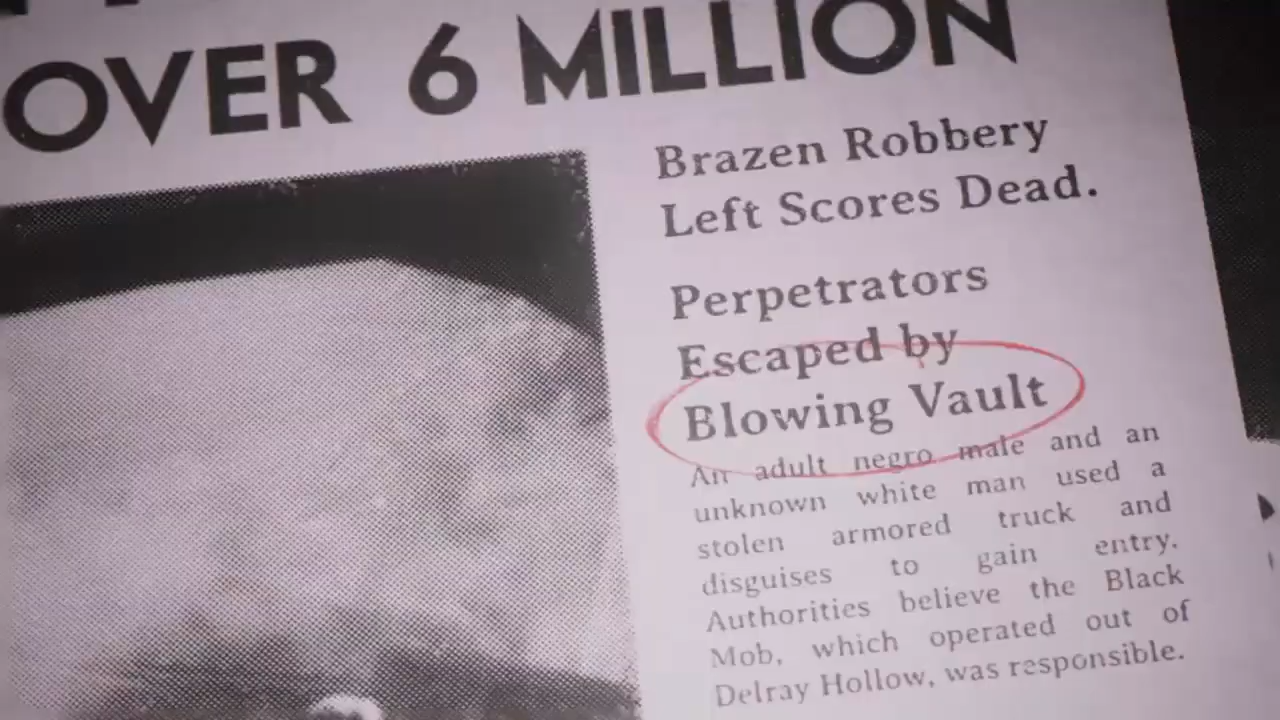 OVER 6 MILLION
Brazen Robbery
Left Scores Dead.
Perpetrators
Escaped by
Blowing Vault
An adult negro male and an
unknown white man used a
stolen armored truck and
disguises to gain entry.
Authorities believe the Black
Mob, which operated out of
Delray Hollow, was responsible.